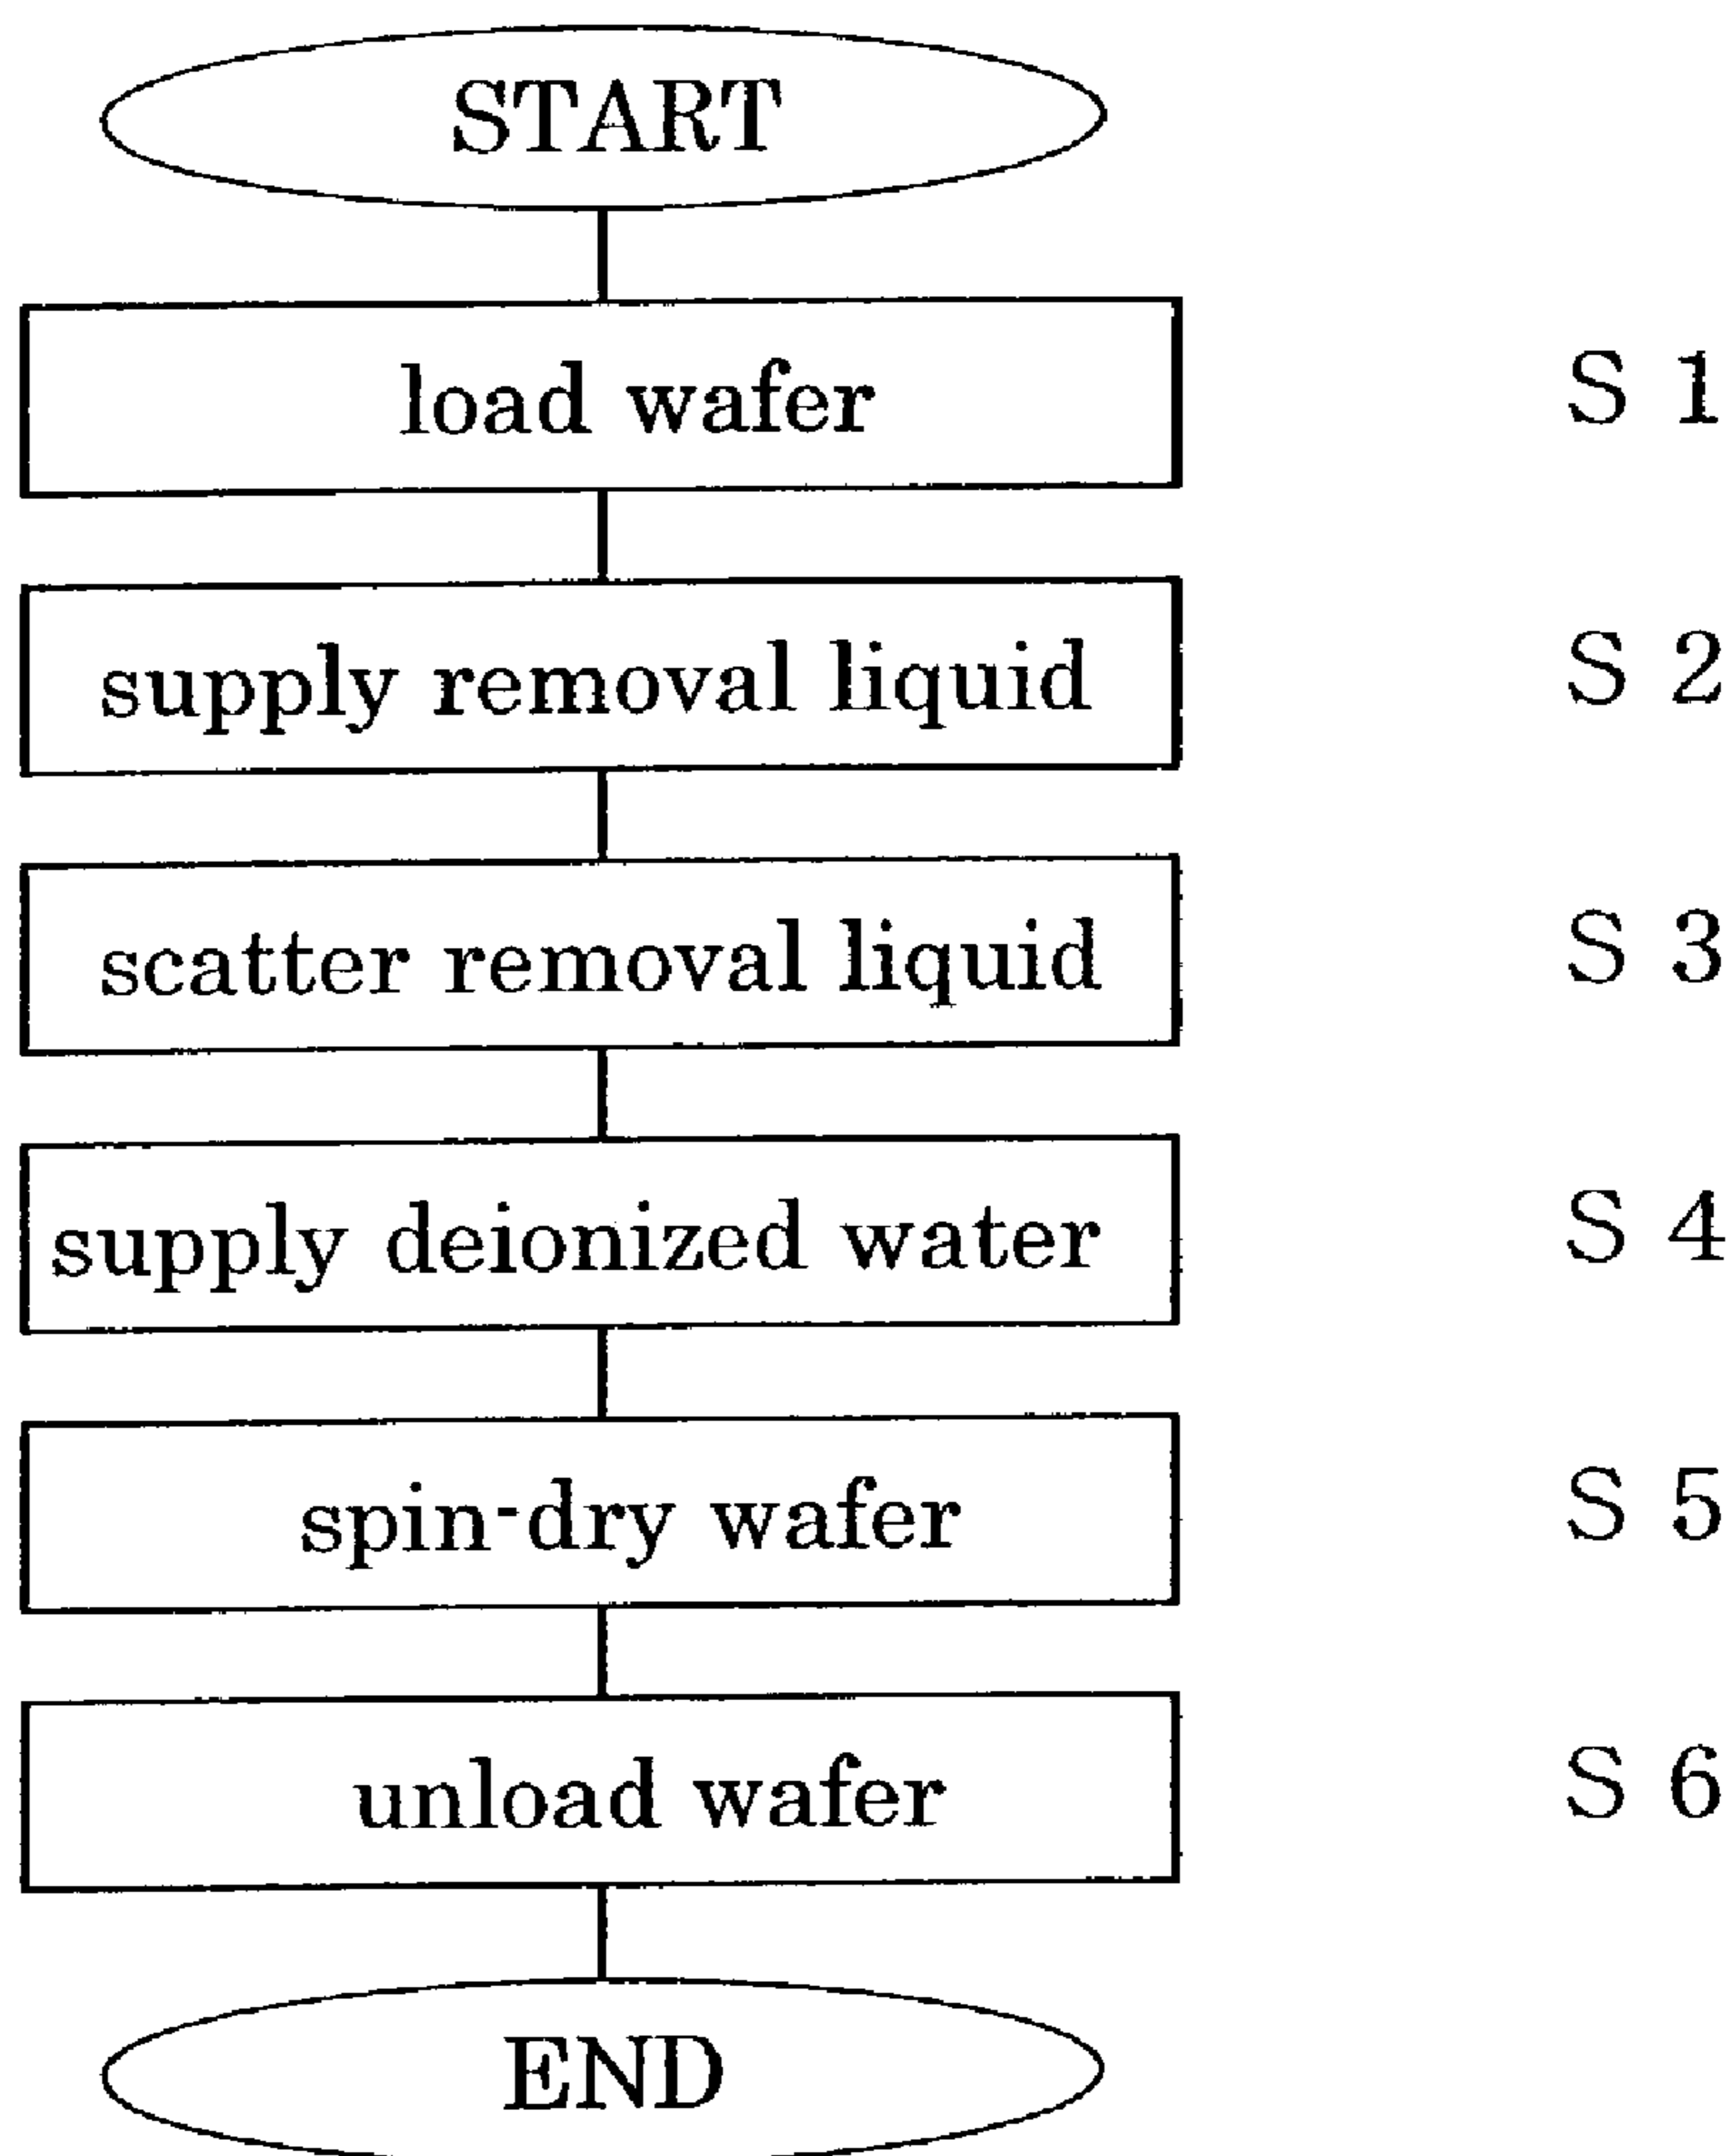 START
load wafer S 1
supply removal liquid S 2
scatter removal liquid S 3
supply deionized water S 4
spin-dry wafer S 5
unload wafer S 6
END